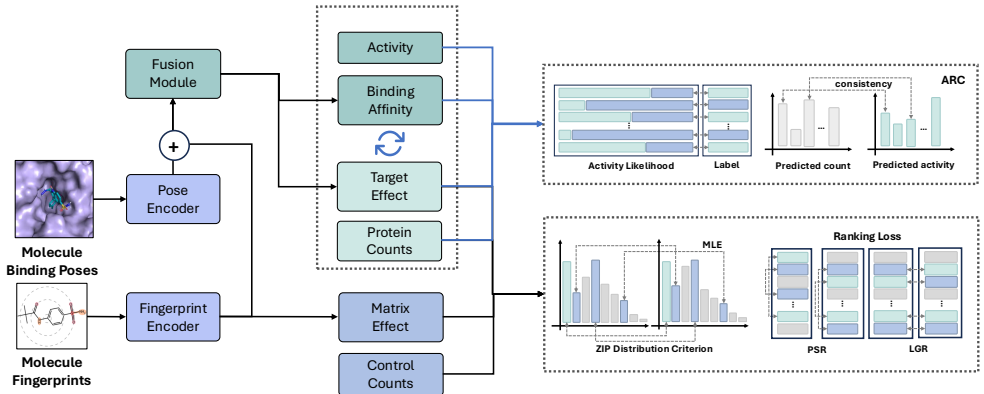 Fusion
Module
+
Pose
Encoder
Molecule
Binding Poses
Fingerprint
Encoder
Molecule
Fingerprints
Activity
Binding
Affinity
Target
Effect
Protein
Counts
Matrix
Effect
Control
Counts
ARC
consistency
...
...
...
...
Activity Likelihood
Label
Predicted count
Predicted activity
MLE
...
...
ZIP Distribution Criterion
Ranking Loss
...
...
...
...
PSR
LGR